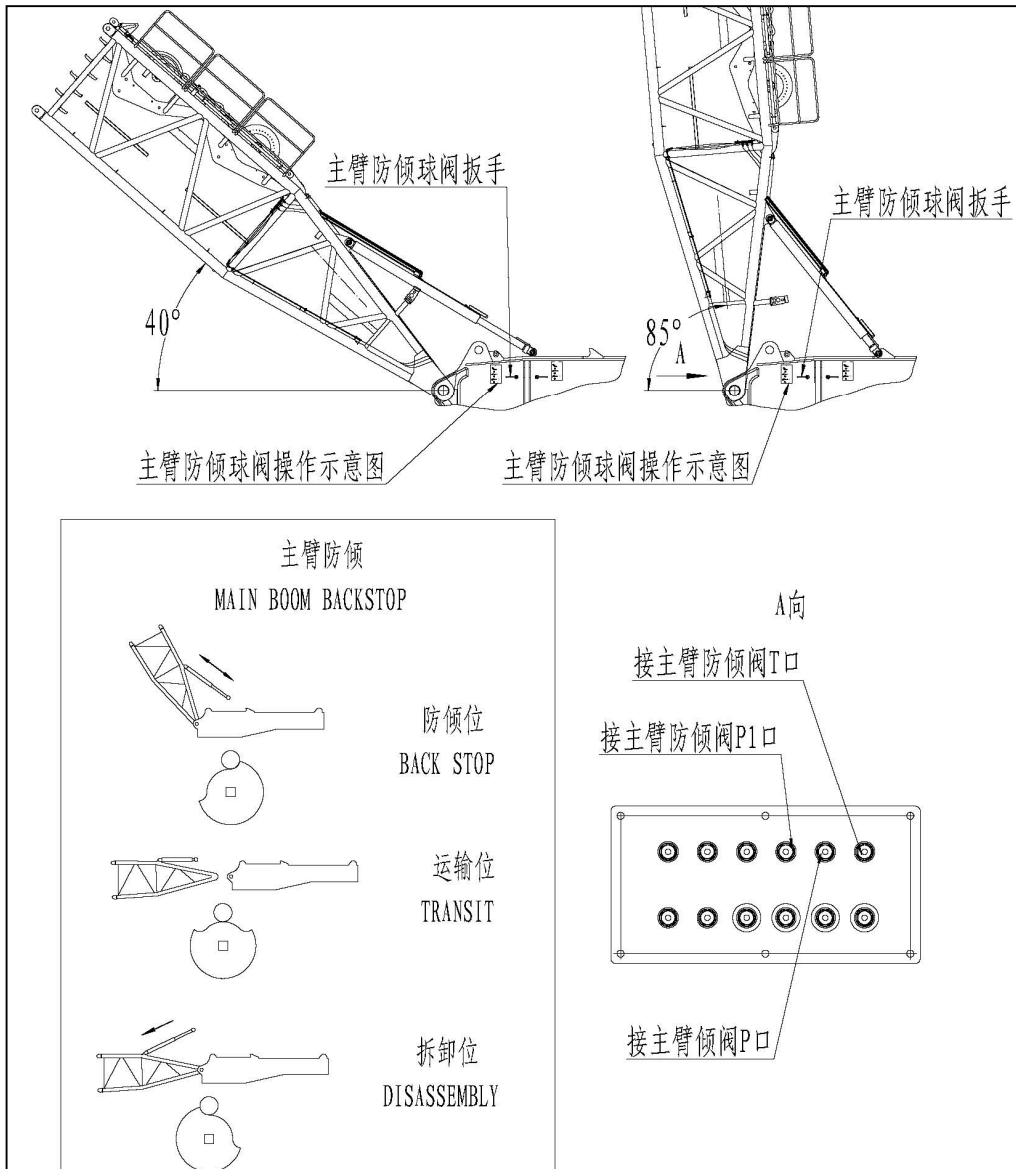 主臂防倾球阀扳手
主臂防倾球阀扳手
40°
85°
A
主臂防倾球阀操作示意图
主臂防倾球阀操作示意图
主臂防倾
MAIN BOOM BACKSTOP
防倾位
BACK STOP
运输位
TRANSIT
拆卸位
DISASSEMBLY
A向
接主臂防倾阀T口
接主臂防倾阀P1口
接主臂倾阀P口